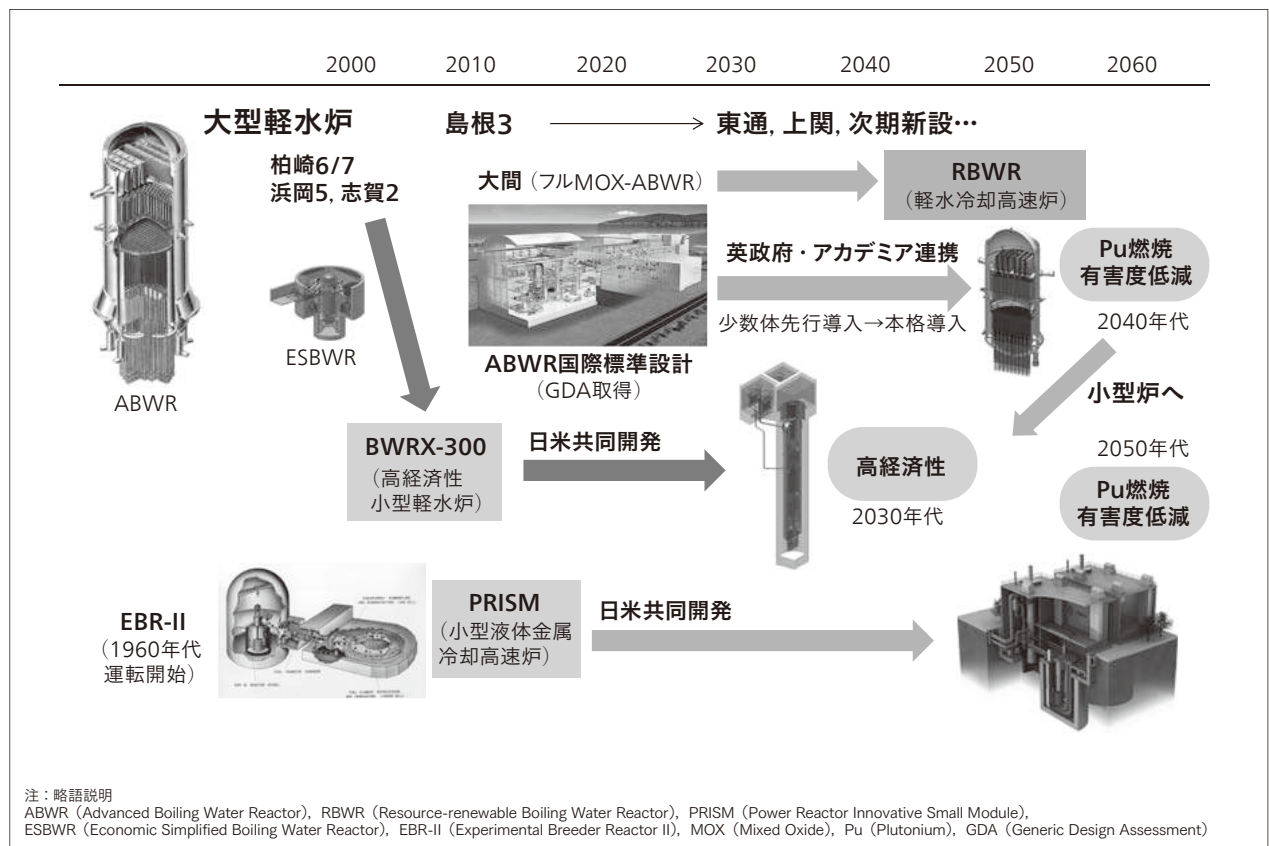 2000 2010 2020 2030 2040 2050 2060
大型軽水炉
島根3
東通, 上関, 次期新設…
柏崎6/7
浜岡5, 志賀2
大間（フルMOX-ABWR）
RBWR
（軽水冷却高速炉）
英政府・アカデミア連携
少数体先行導入→本格導入
Pu燃焼
有害度低減
2040年代
ABWR
ESBWR
ABWR国際標準設計
（GDA取得）
小型炉へ
BWRX-300
（高経済性
小型軽水炉）
日米共同開発
高経済性
2030年代
2050年代
Pu燃焼
有害度低減
EBR-II
（1960年代
運転開始）
PRISM
（小型液体金属
冷却高速炉）
日米共同開発
注：略語説明
ABWR（Advanced Boiling Water Reactor），RBWR（Resource-renewable Boiling Water Reactor），PRISM（Power Reactor Innovative Small Module），
ESBWR（Economic Simplified Boiling Water Reactor），EBR-II（Experimental Breeder Reactor II），MOX（Mixed Oxide），Pu（Plutonium），GDA（Generic Design Assessment）